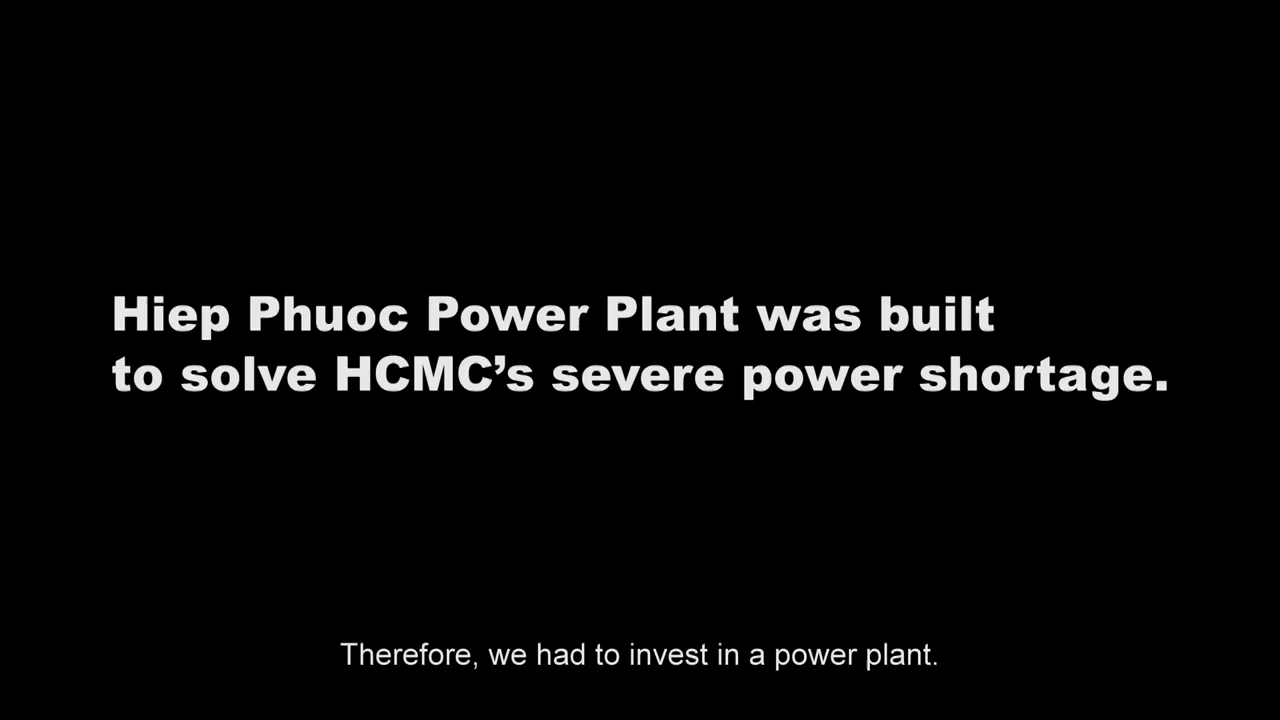 Hiep Phuoc Power Plant was built
to solve HCMC’s severe power shortage.
Therefore, we had to invest in a power plant.